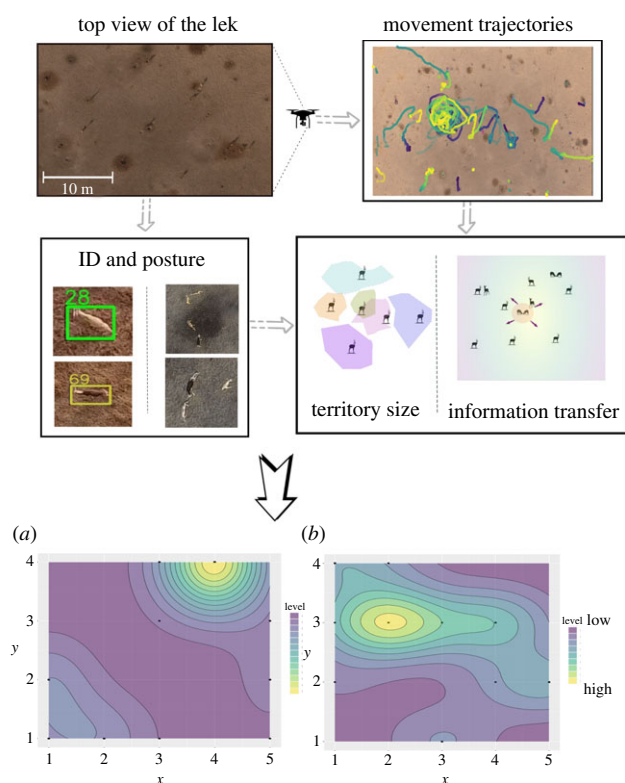 top view of the lek
movement trajectories
10 m
ID and posture
28
69
territory size
information transfer
(a)
(b)
4
3
2
1
y
1 2 3 4 5
x
level
4
3
2
1
y
1 2 3 4 5
x
level
low
high